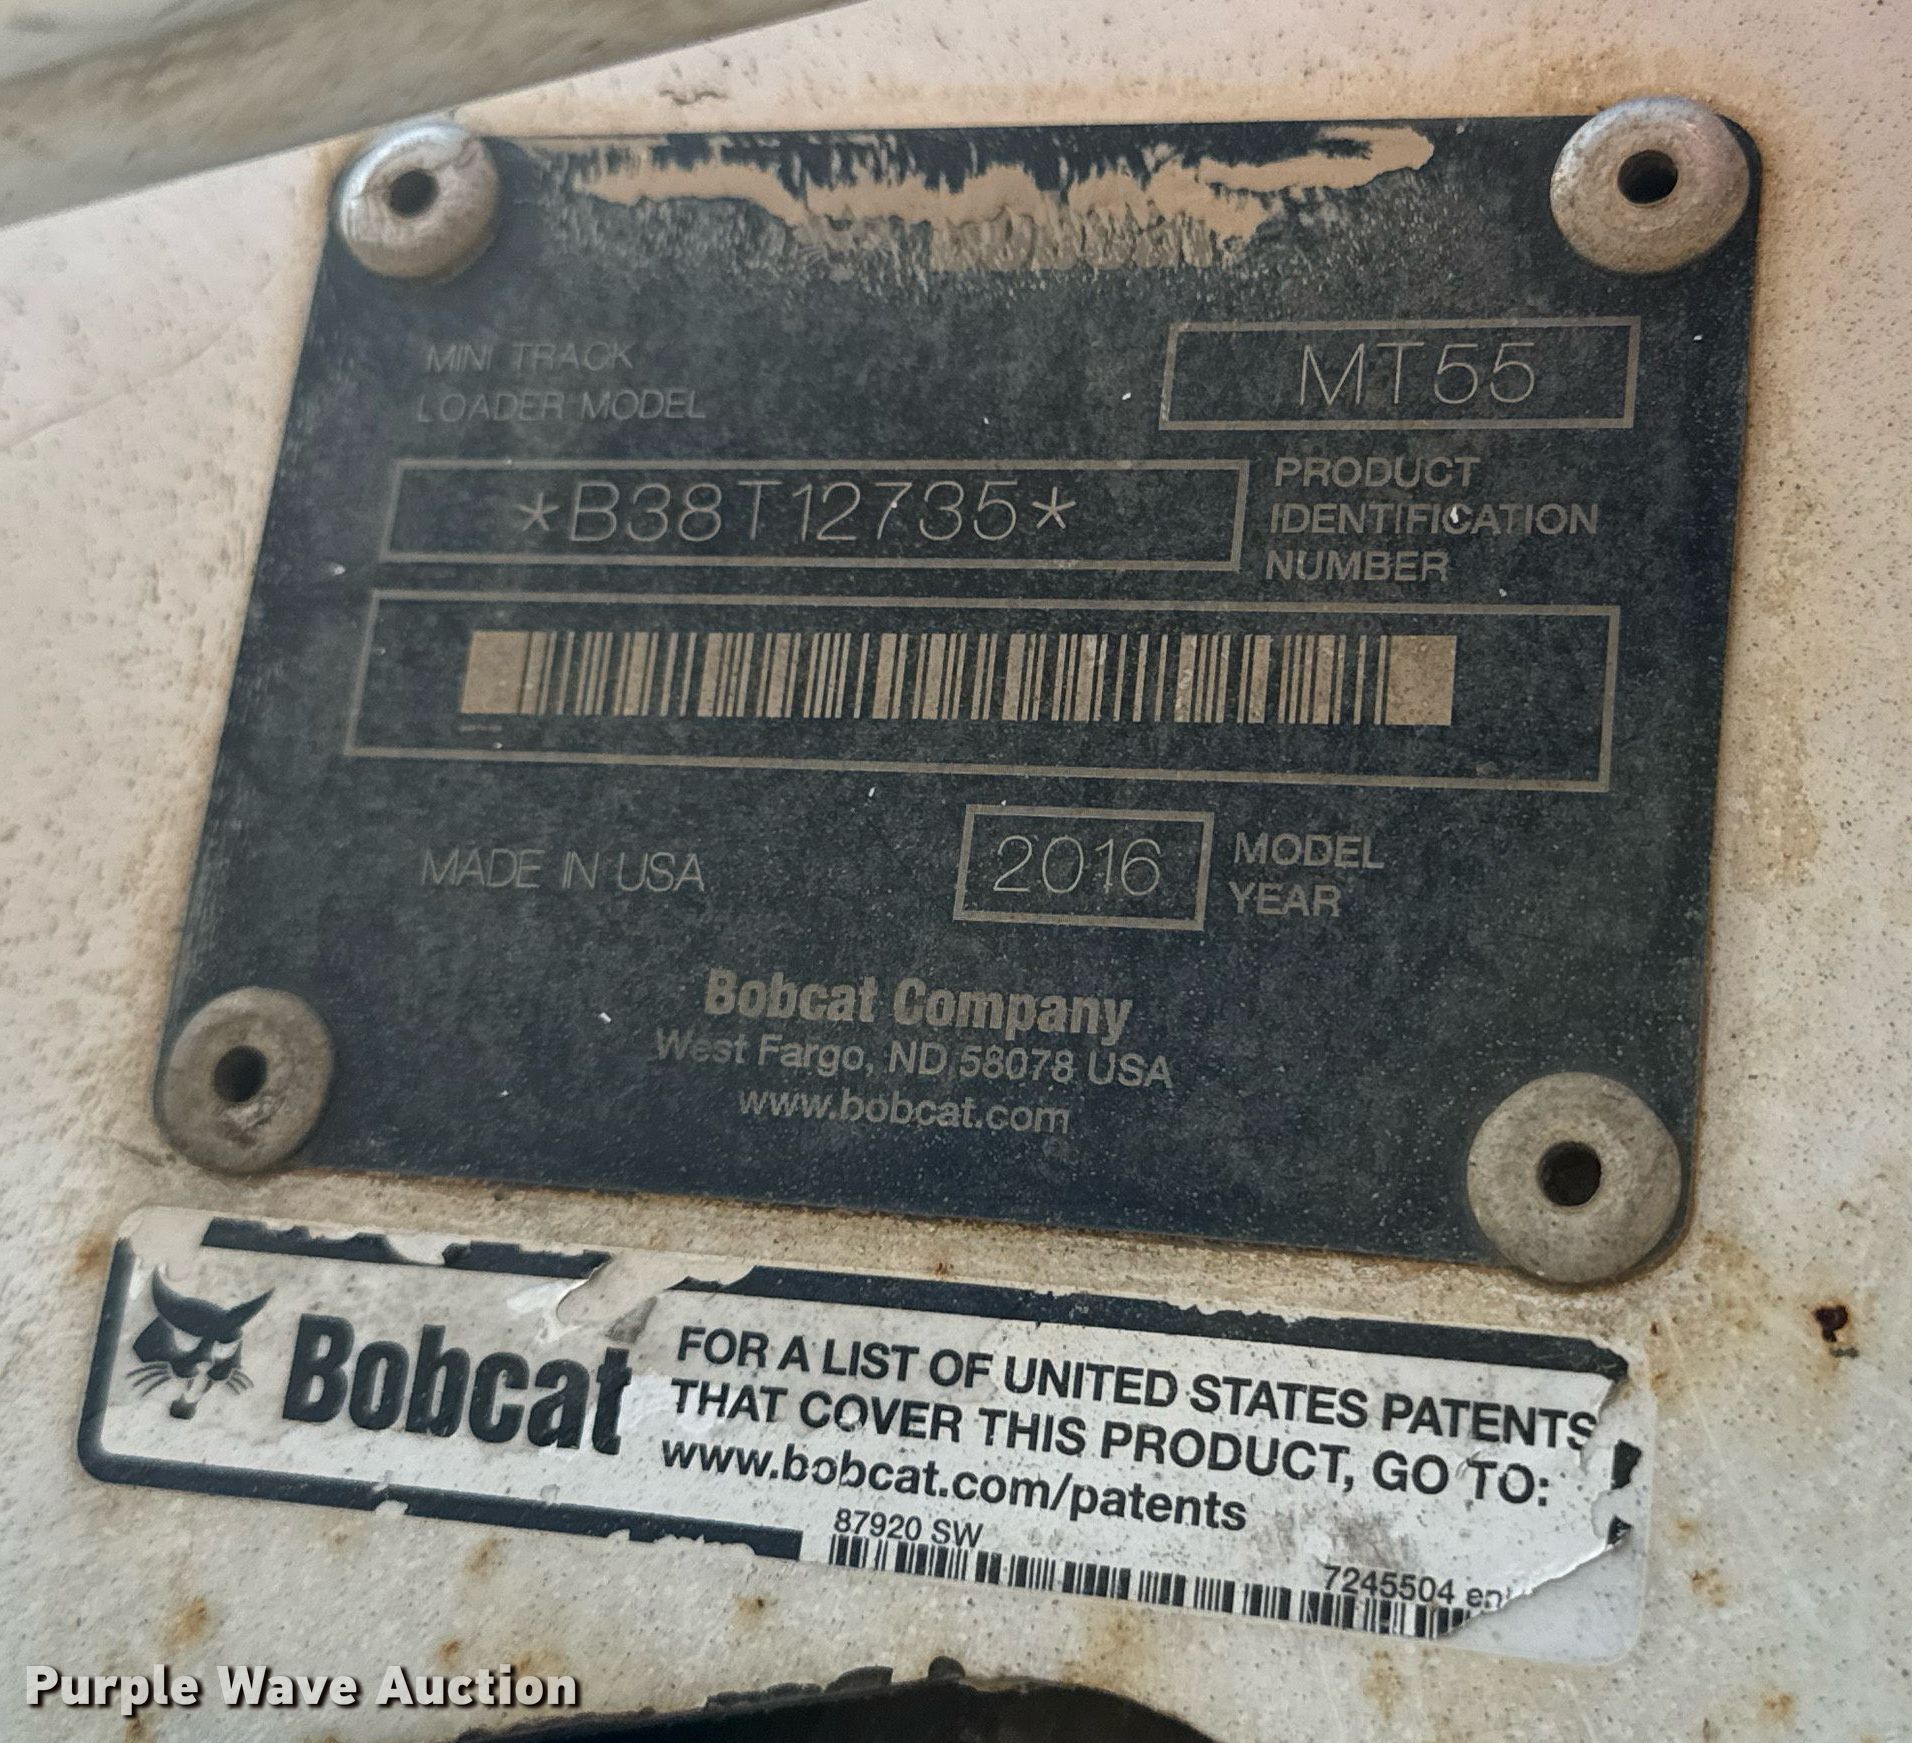 MINI TRACK
LOADER MODEL
MT55
*B38T12735*
PRODUCT
IDENTIFICATION
NUMBER
MADE IN USA
2016
MODEL
YEAR
Bobcat Company
West Fargo, ND 58078 USA
www.bobcat.com
Bobcat
FOR A LIST OF UNITED STATES PATENTS
THAT COVER THIS PRODUCT, GO TO:
www.bobcat.com/patents
87920 SW
7245504
Purple Wave Auction